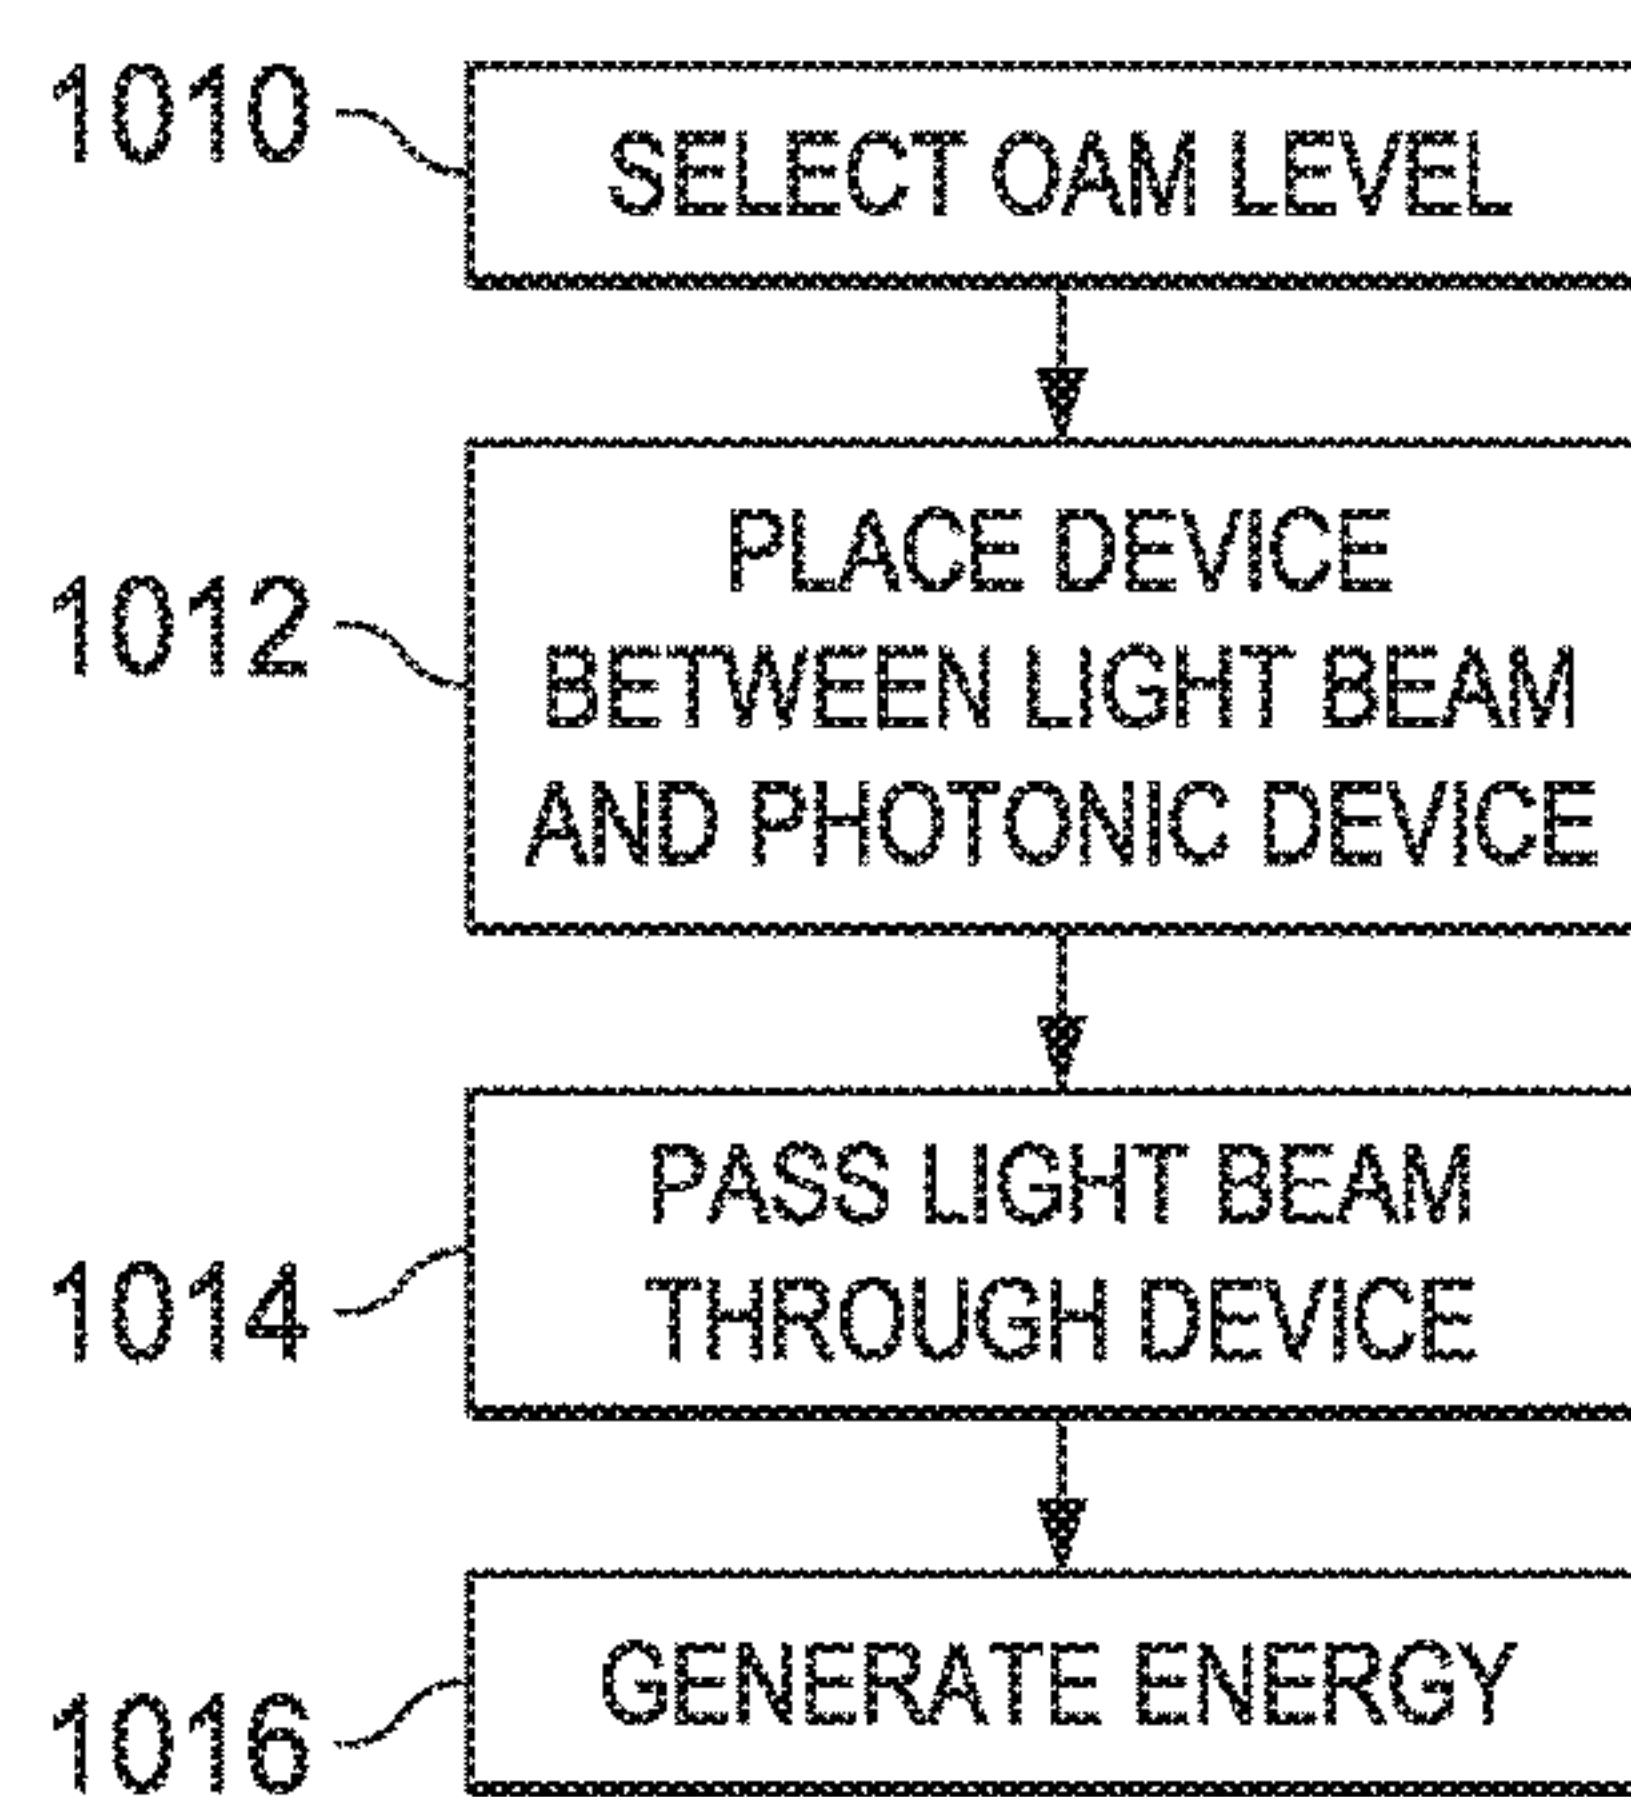 1010
SELECT OAM LEVEL
1012
PLACE DEVICE
BETWEEN LIGHT BEAM
AND PHOTONIC DEVICE
1014
PASS LIGHT BEAM
THROUGH DEVICE
1016
GENERATE ENERGY